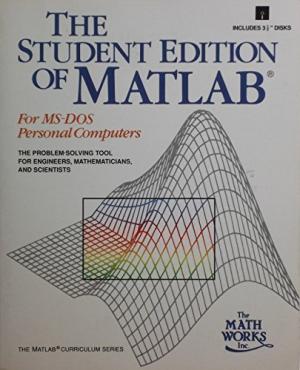 INCLUDES 3½" DISKS
THE
STUDENT EDITION
OF MATLAB®
For MS-DOS
Personal Computers
THE PROBLEM-SOLVING TOOL
FOR ENGINEERS, MATHEMATICIANS,
AND SCIENTISTS
The
MATH
WORKS
Inc.
THE MATLAB® CURRICULUM SERIES